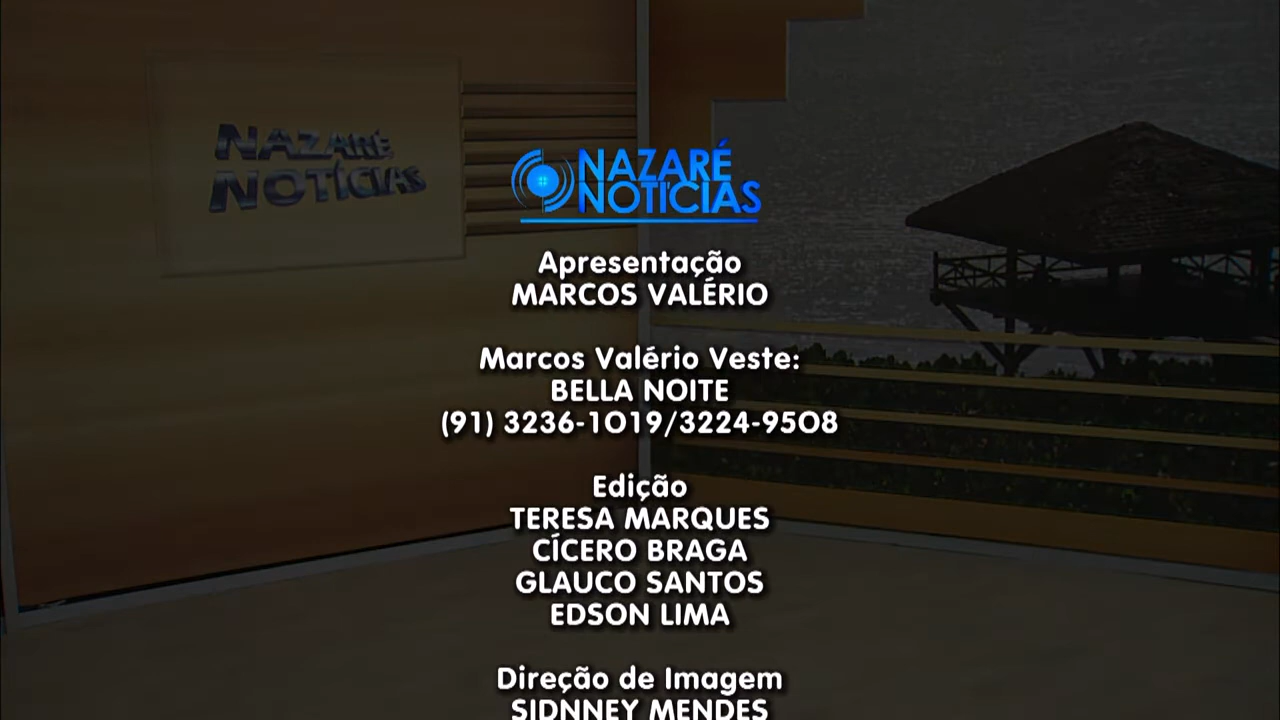 NAZARÉ
NOTÍCIAS
NAZARÉ
NOTÍCIAS
Apresentação
MARCOS VALÉRIO
Marcos Valério Veste:
BELLA NOITE
(91) 3236-1019/3224-9508
Edição
TERESA MARQUES
CÍCERO BRAGA
GLAUCO SANTOS
EDSON LIMA
Direção de Imagem
SIDNNEY MENDES